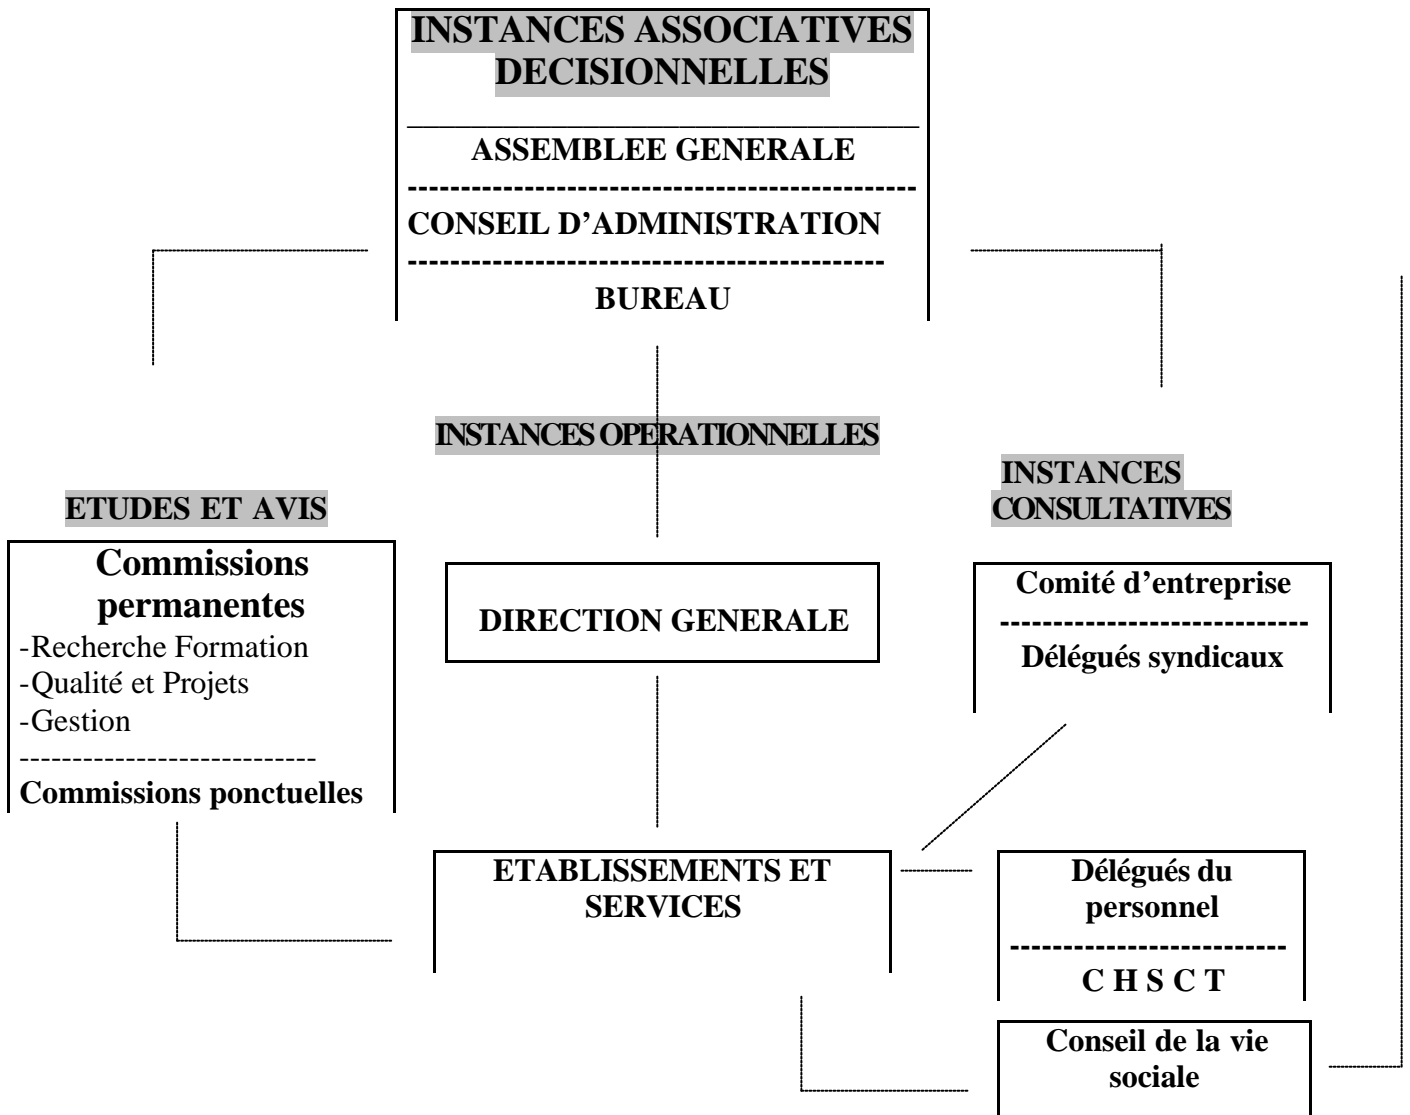 INSTANCES ASSOCIATIVES
DECISIONNELLES
ASSEMBLEE GENERALE
CONSEIL D’ADMINISTRATION
BUREAU
INSTANCES OPERATIONNELLES
ETUDES ET AVIS
INSTANCES
CONSULTATIVES
Commissions
permanentes
-Recherche Formation
-Qualité et Projets
-Gestion
Commissions ponctuelles
DIRECTION GENERALE
Comité d’entreprise
Délégués syndicaux
ETABLISSEMENTS ET
SERVICES
Délégués du
personnel
C H S C T
Conseil de la vie
sociale